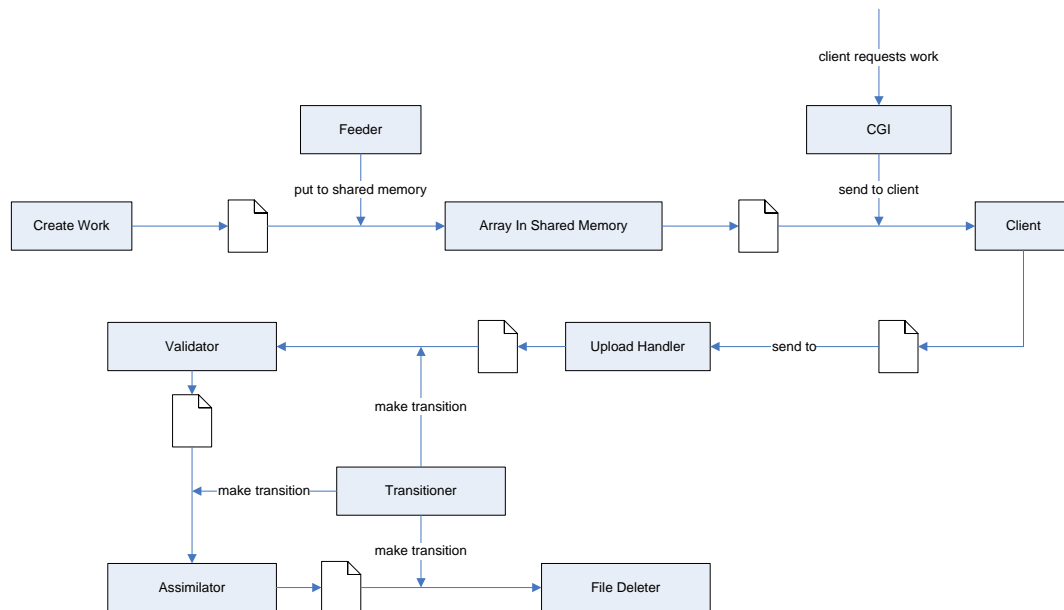 client requests work
Feeder
CGI
put to shared memory
send to client
Create Work
Array In Shared Memory
Client
Validator
Upload Handler
send to
make transition
make transition
Transitioner
make transition
Assimilator
File Deleter